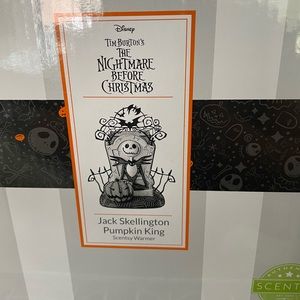 Disney
TIM BURTON'S
THE
NIGHTMARE
BEFORE
CHRISTMAS
Jack Skellington
Pumpkin King
Scentsy Warmer
SCENT